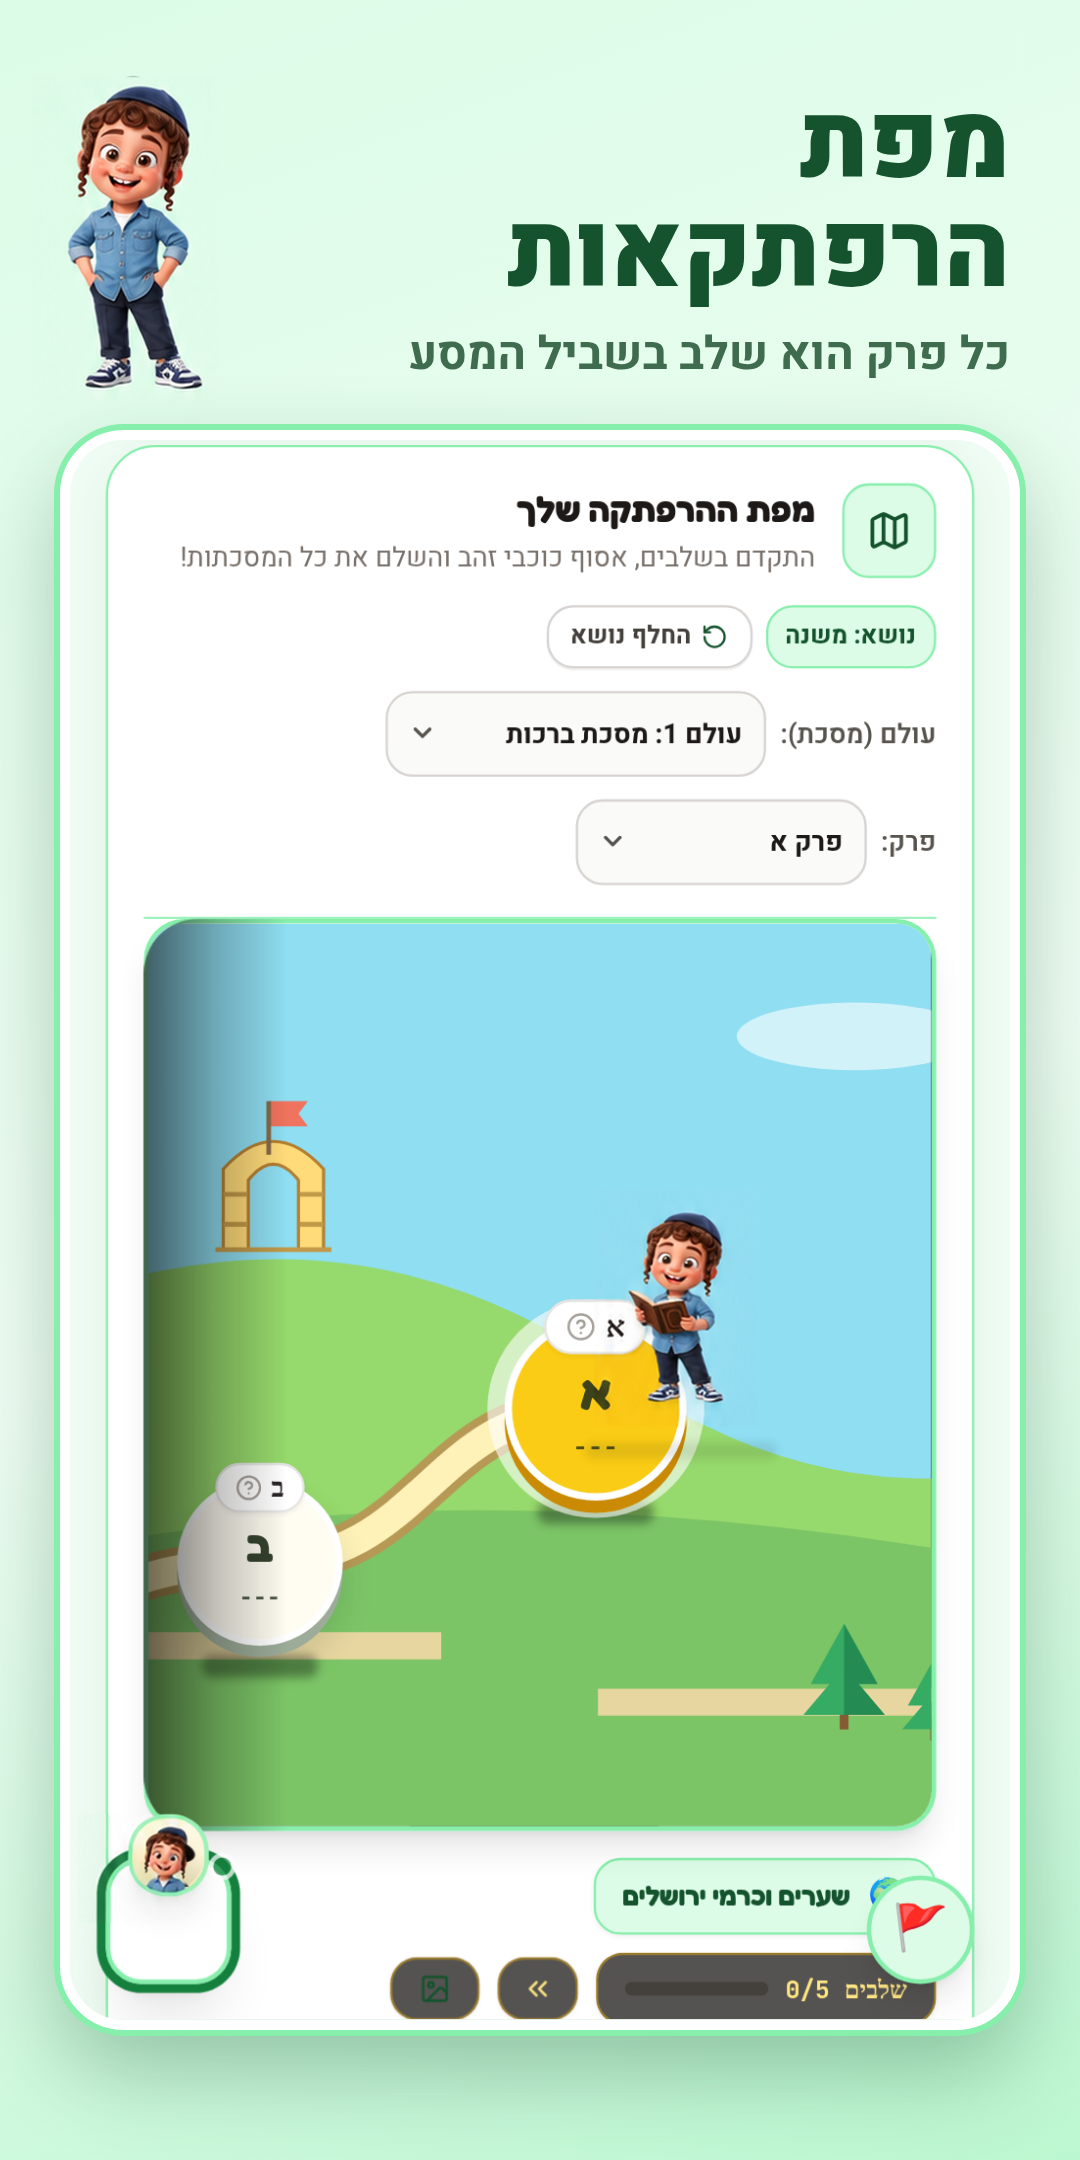 מפת
הרפתקאות
כל פרק הוא שלב בשביל המסע
מפת ההרפתקה שלך
התקדם בשלבים, אסוף כוכבי זהב והשלם את כל המסכתות!
נושא: משנה
החלף נושא
עולם (מסכת):
עולם 1: מסכת ברכות
פרק:
פרק א
א ?
א
---
ב ?
ב
---
שערים וכרמי ירושלים
שלבים 0/5